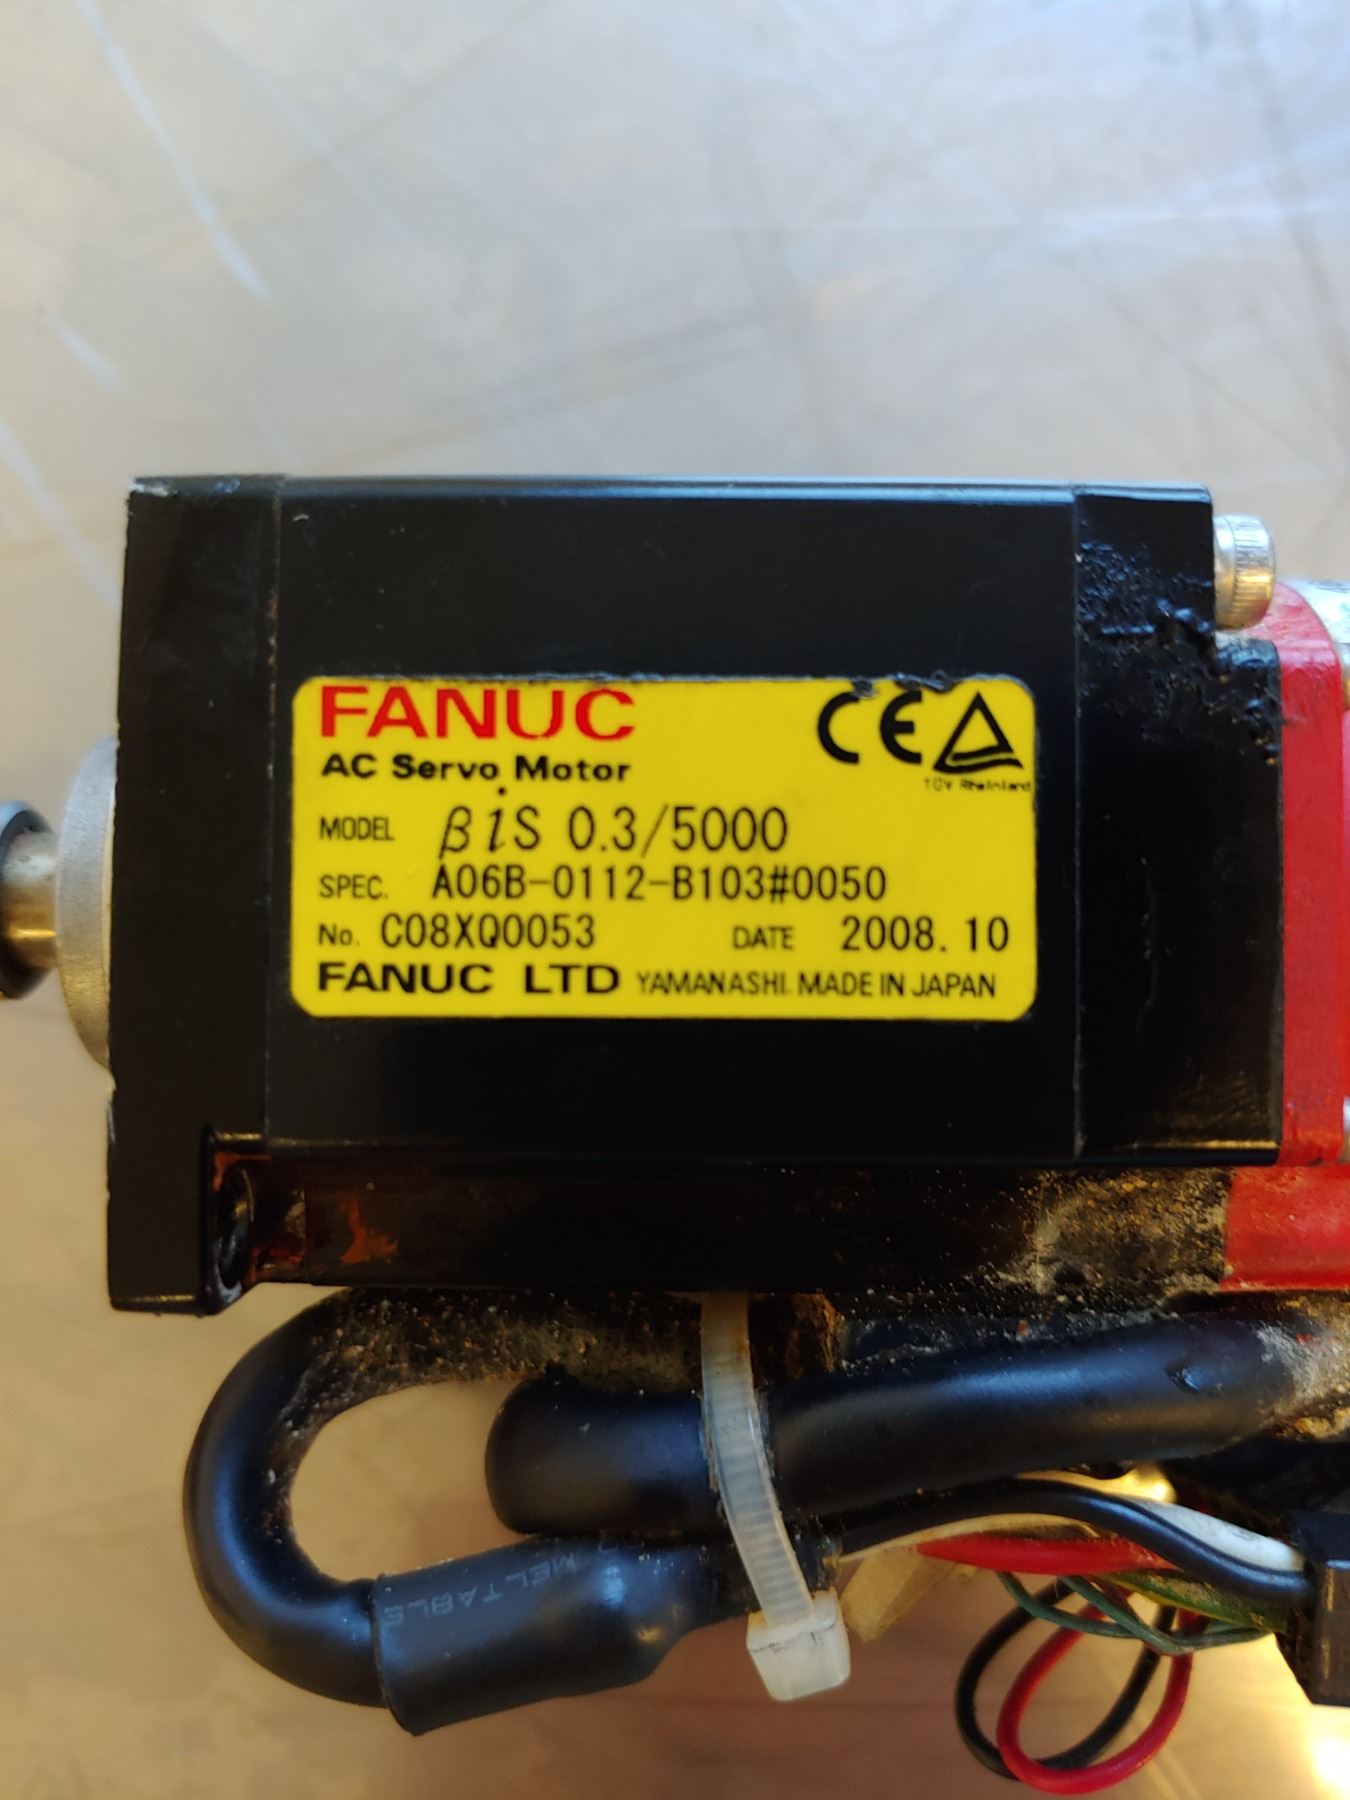 FANUC
CE
AC Servo Motor
TÜV Rheinland
MODEL βiS 0.3/5000
SPEC. A06B-0112-B103#0050
No. C08XQ0053 DATE 2008.10
FANUC LTD YAMANASHI. MADE IN JAPAN
MELTABLE